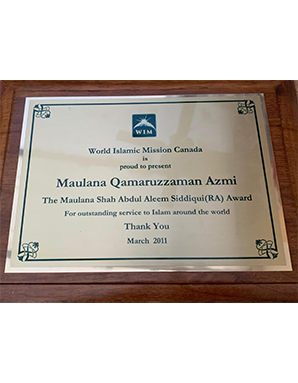 WIM
World Islamic Mission Canada
is
proud to present
Maulana Qamaruzzaman Azmi
The Maulana Shah Abdul Aleem Siddiqui(RA) Award
For outstanding service to Islam around the world
Thank You
March 2011